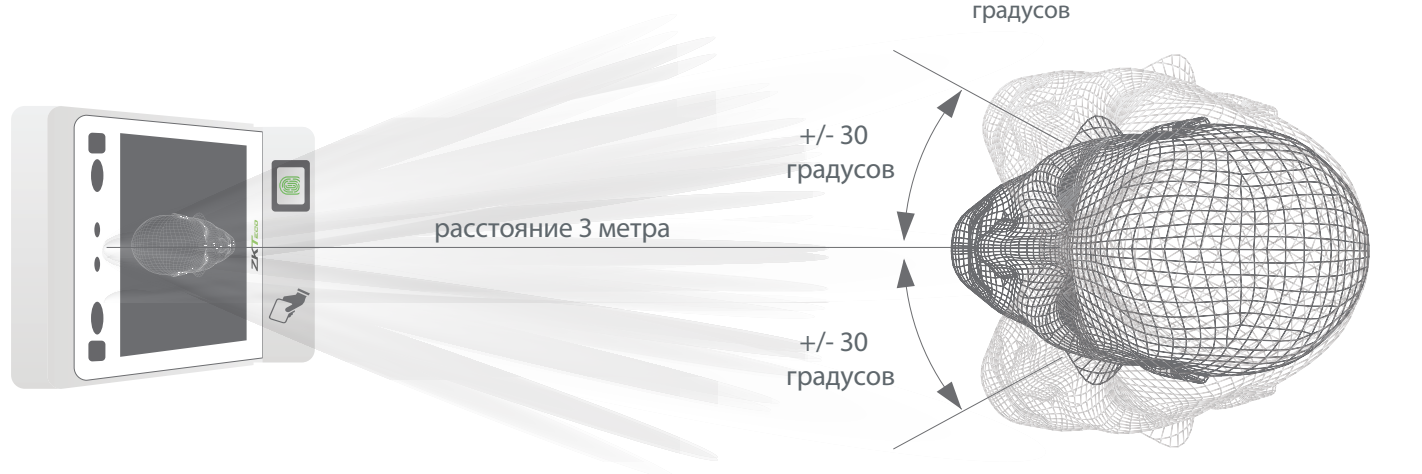 градусов
+/- 30
градусов
расстояние 3 метра
ZKTeco
+/- 30
градусов